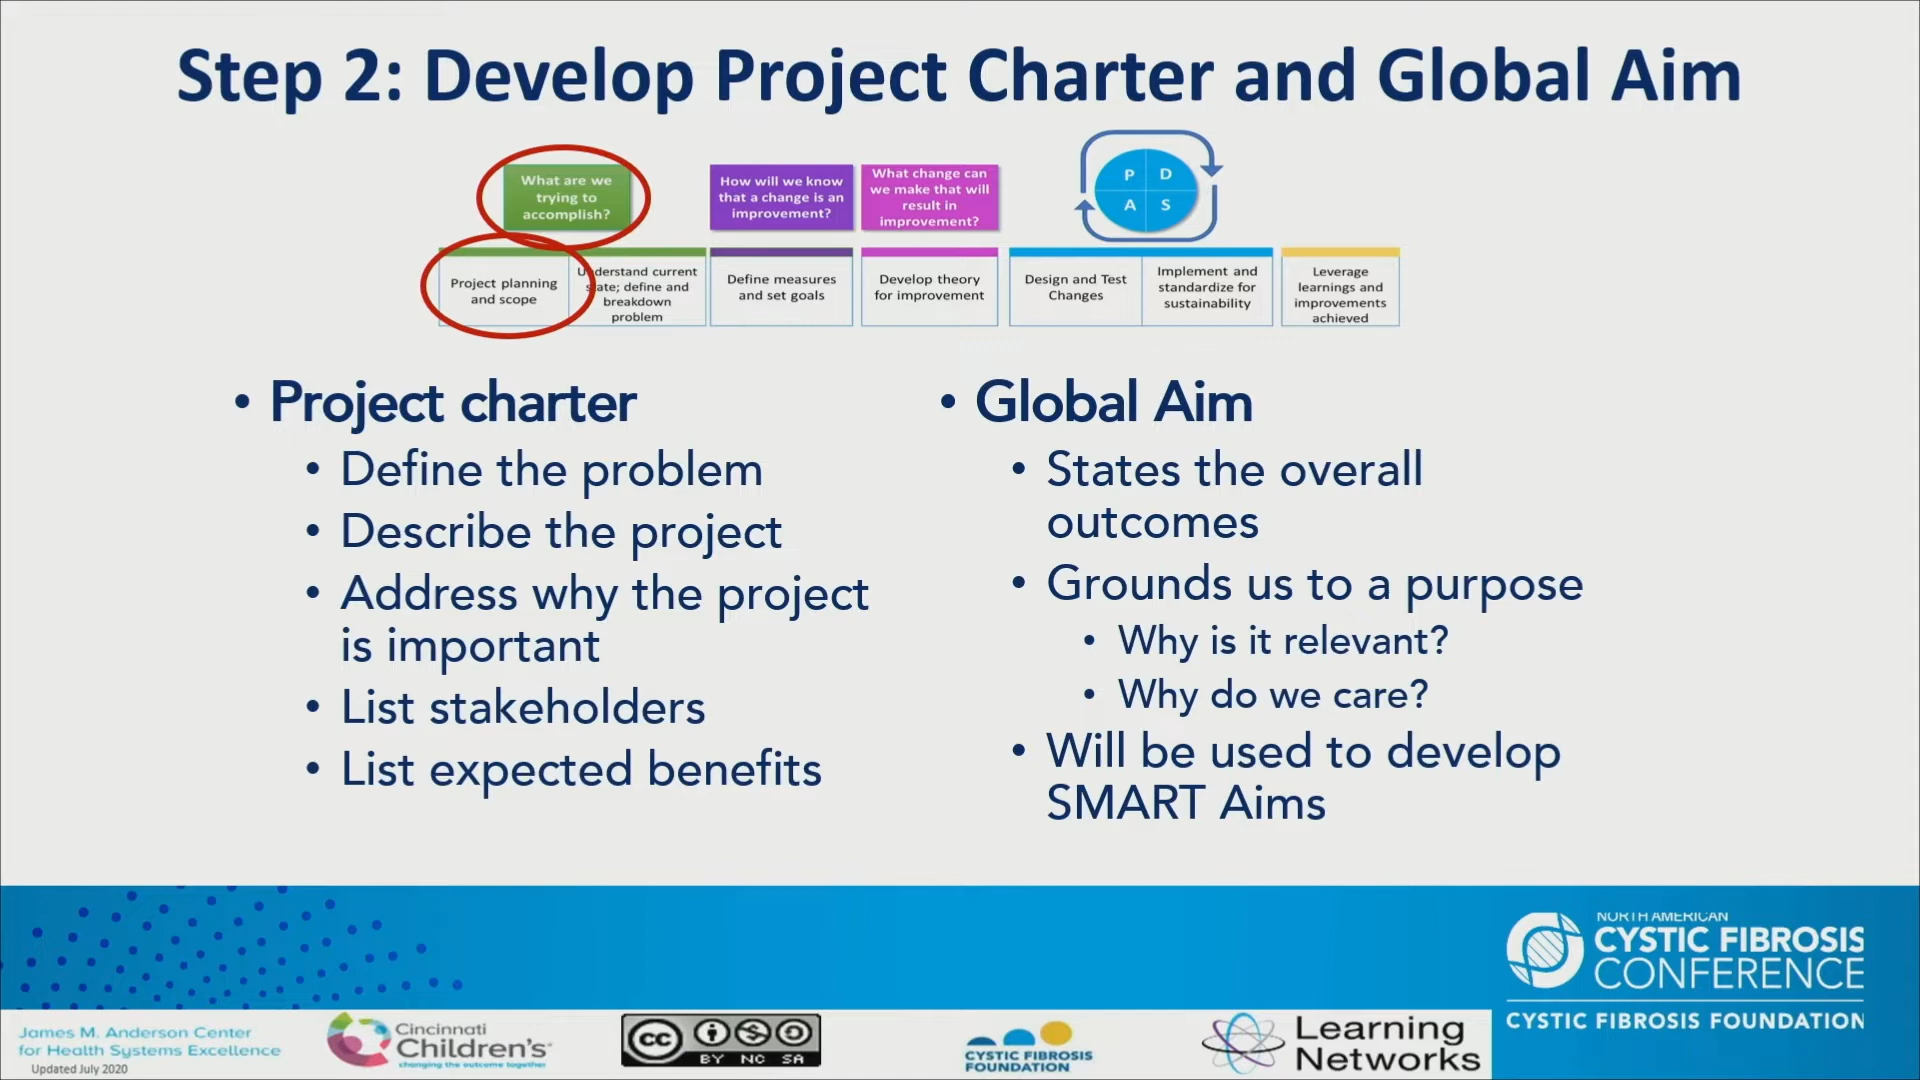 Step 2: Develop Project Charter and Global Aim
What are we
trying to
accomplish?
How will we know
that a change is an
improvement?
What change can
we make that will
result in
improvement?
P D
A S
Project planning
and scope
Understand current
state; define and
breakdown
problem
Define measures
and set goals
Develop theory
for improvement
Design and Test
Changes
Implement and
standardize for
sustainability
Leverage
learnings and
improvements
achieved
• Project charter
• Define the problem
• Describe the project
• Address why the project
is important
• List stakeholders
• List expected benefits
• Global Aim
• States the overall
outcomes
• Grounds us to a purpose
• Why is it relevant?
• Why do we care?
• Will be used to develop
SMART Aims
NORTH AMERICAN
CYSTIC FIBROSIS
CONFERENCE
CYSTIC FIBROSIS FOUNDATION
James M. Anderson Center
for Health Systems Excellence
Updated July 2020
Cincinnati
Children's
changing the outcome together
cc
BY NC SA
CYSTIC FIBROSIS
FOUNDATION
Learning
Networks